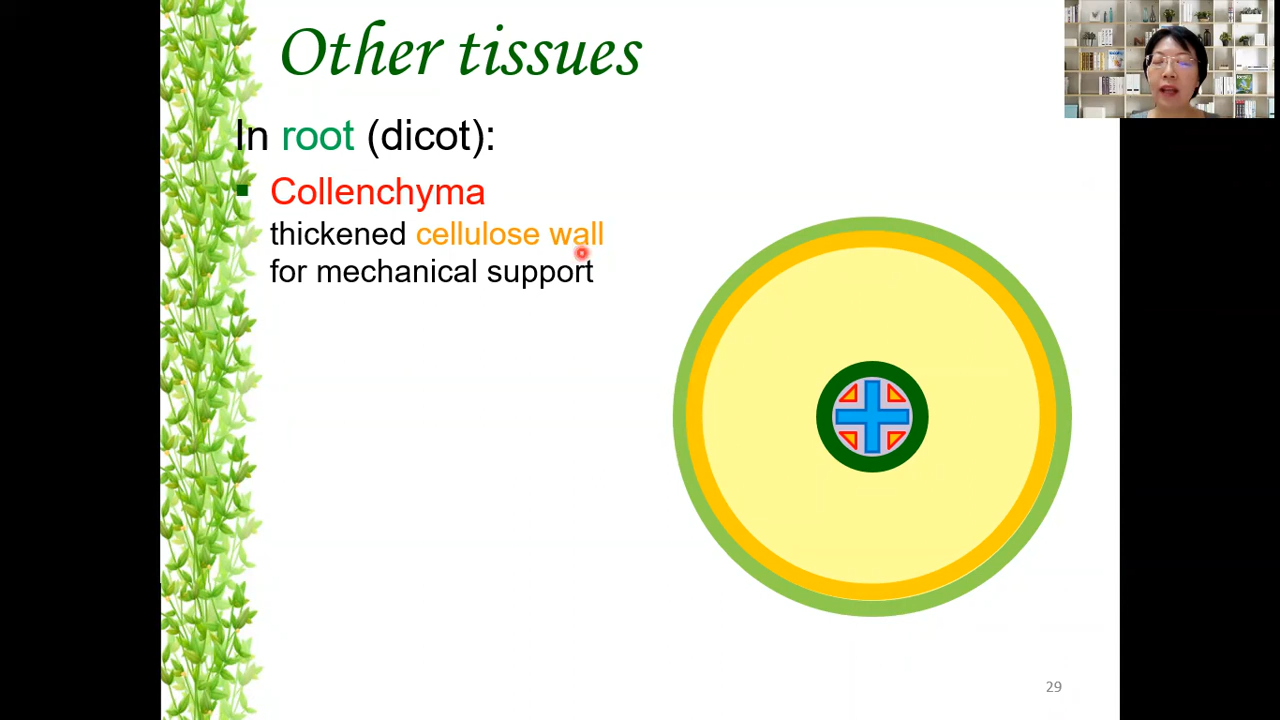 Other tissues
In root (dicot):
Collenchyma
thickened cellulose wall
for mechanical support
29